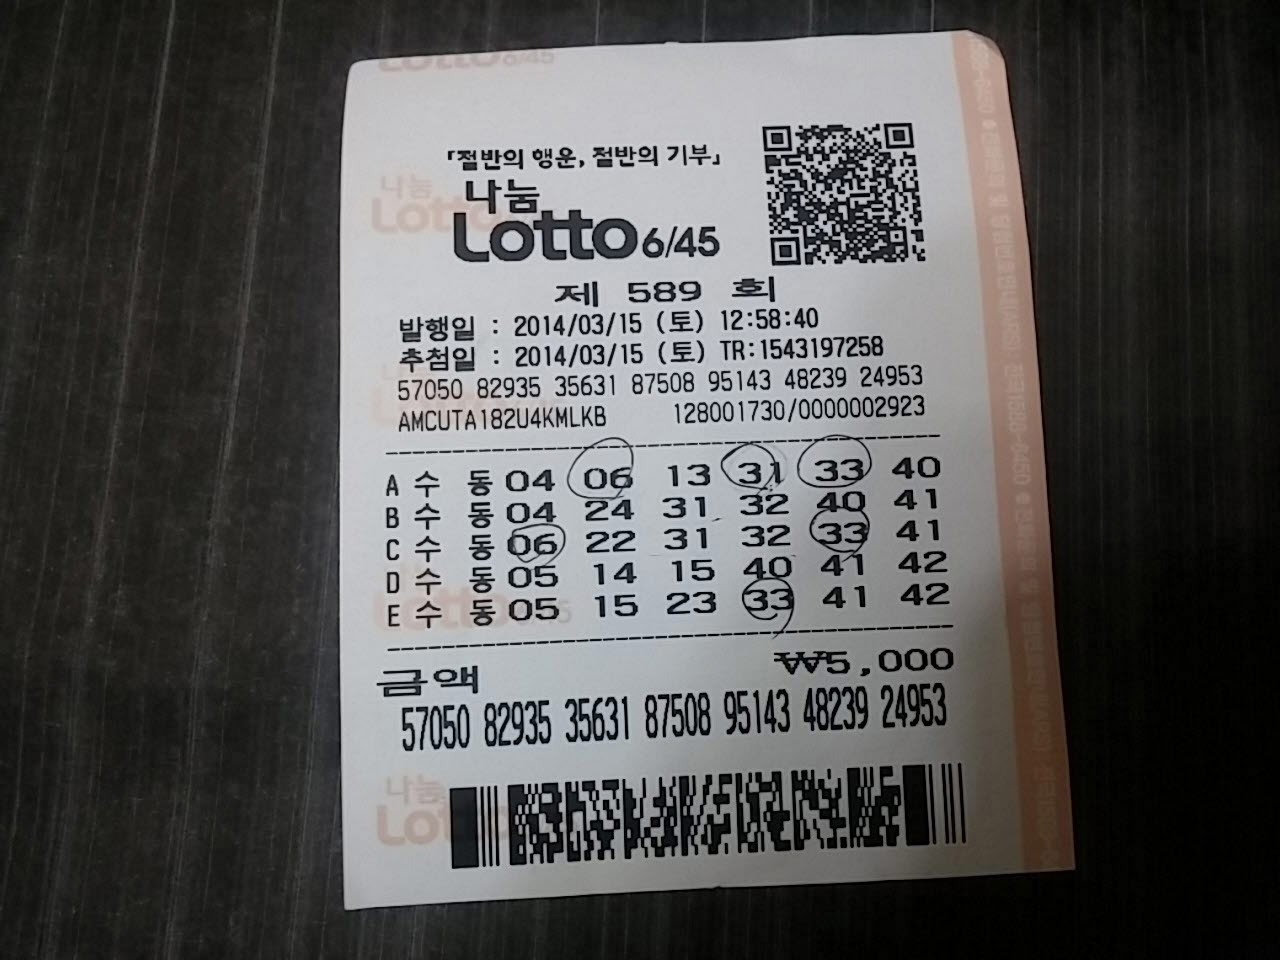 「절반의 행운, 절반의 기부」
나눔
Lotto 6/45
제 589 회
발행일 : 2014/03/15 (토) 12:58:40
추첨일 : 2014/03/15 (토) TR:1543197258
57050 82935 35631 87508 95143 48239 24953
AMCUTA182U4KMLKB 128001730/0000002923
A 수 동 04 06 13 31 33 40
B 수 동 04 24 31 32 40 41
C 수 동 06 22 31 32 33 41
D 수 동 05 14 15 40 41 42
E 수 동 05 15 23 33 41 42
금액 ₩5,000
57050 82935 35631 87508 95143 48239 24953